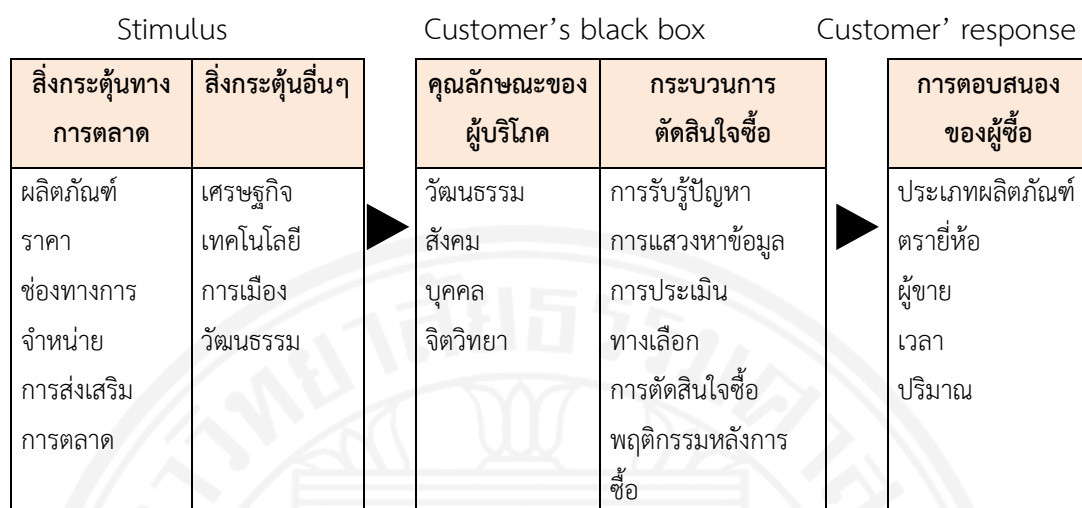 Stimulus
Customer's black box
Customer' response
สิ่งกระตุ้นทาง
การตลาด
สิ่งกระตุ้นอื่นๆ
คุณลักษณะของ
ผู้บริโภค
กระบวนการ
ตัดสินใจซื้อ
การตอบสนอง
ของผู้ซื้อ
ผลิตภัณฑ์
ราคา
ช่องทางการ
จำหน่าย
การส่งเสริม
การตลาด
เศรษฐกิจ
เทคโนโลยี
การเมือง
วัฒนธรรม
วัฒนธรรม
สังคม
บุคคล
จิตวิทยา
การรับรู้ปัญหา
การแสวงหาข้อมูล
การประเมิน
ทางเลือก
การตัดสินใจซื้อ
พฤติกรรมหลังการ
ซื้อ
ประเภทผลิตภัณฑ์
ตรายี่ห้อ
ผู้ขาย
เวลา
ปริมาณ